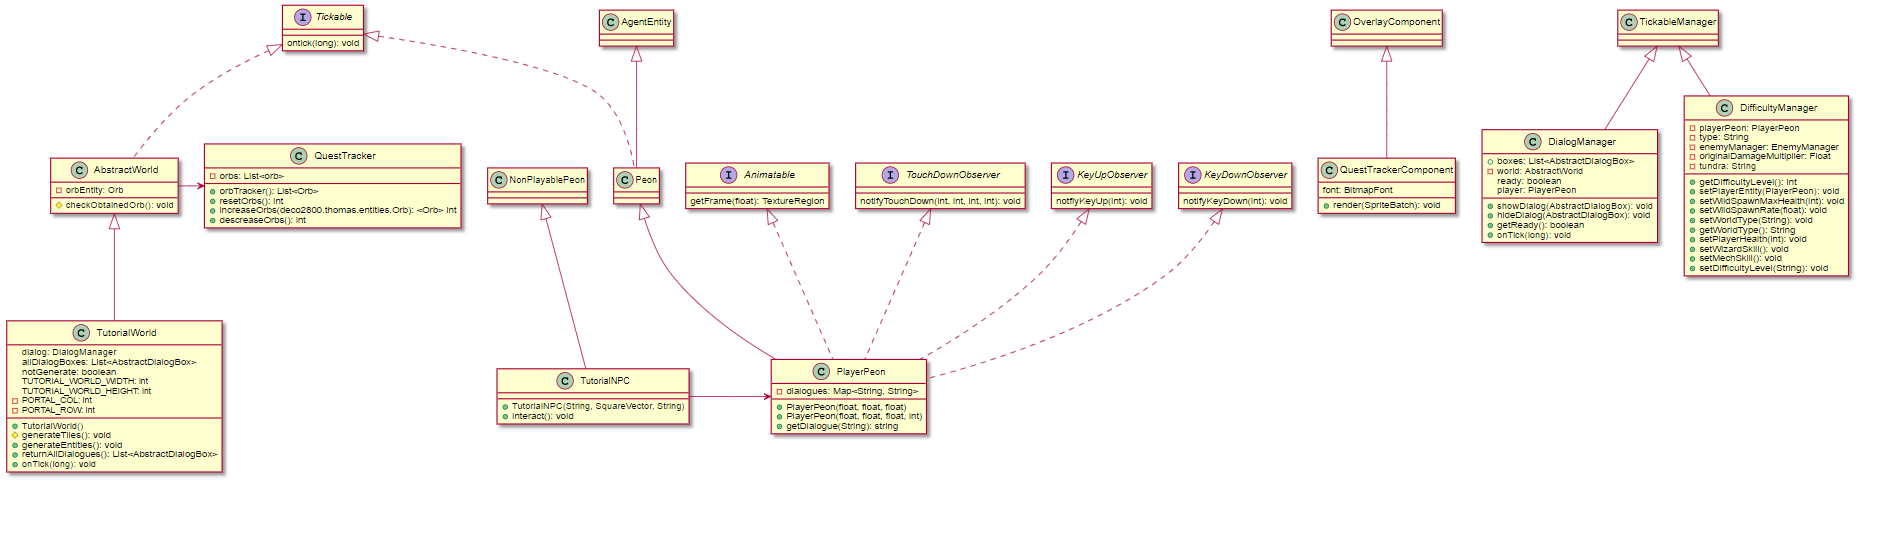 I Tickable
ontick(long): void
C AgentEntity
C OverlayComponent
C TickableManager
C DifficultyManager
playerPeon: PlayerPeon
type: String
enemyManager: EnemyManager
originalDamageMultiplier: Float
tundra: String
getDifficultyLevel(): int
setPlayerEntity(PlayerPeon): void
setWildSpawnMaxHealth(int): void
setWildSpawnRate(float): void
setWorldType(String): void
getWorldType(): String
setPlayerHealth(int): void
setWizardSkill(): void
setMechSkill(): void
setDifficultyLevel(String): void
C DialogManager
boxes: List<AbstractDialogBox>
world: AbstractWorld
ready: boolean
player: PlayerPeon
showDialog(AbstractDialogBox): void
hideDialog(AbstractDialogBox): void
getReady(): boolean
onTick(long): void
C AbstractWorld
orbEntity: Orb
checkObtainedOrb(): void
C QuestTracker
orbs: List<orb>
orbTracker(): List<Orb>
resetOrbs(): int
increaseOrbs(deco2800.thomas.entities.Orb): <Orb> int
descreaseOrbs(): int
C NonPlayablePeon
C Peon
I Animatable
getFrame(float): TextureRegion
I TouchDownObserver
notifyTouchDown(int, int, int, int): void
I KeyUpObserver
notfiyKeyUp(int): void
I KeyDownObserver
notifyKeyDown(int): void
C QuestTrackerComponent
font: BitmapFont
render(SpriteBatch): void
C TutorialWorld
dialog: DialogManager
allDialogBoxes: List<AbstractDialogBox>
notGenerate: boolean
TUTORIAL_WORLD_WIDTH: int
TUTORIAL_WORLD_HEIGHT: int
PORTAL_COL: int
PORTAL_ROW: int
TutorialWorld()
generateTiles(): void
generateEntities(): void
returnAllDialogues(): List<AbstractDialogBox>
onTick(long): void
C TutorialNPC
TutorialNPC(String, SquareVector, String)
interact(): void
C PlayerPeon
dialogues: Map<String, String>
PlayerPeon(float, float, float)
PlayerPeon(float, float, float, int)
getDialogue(String): string